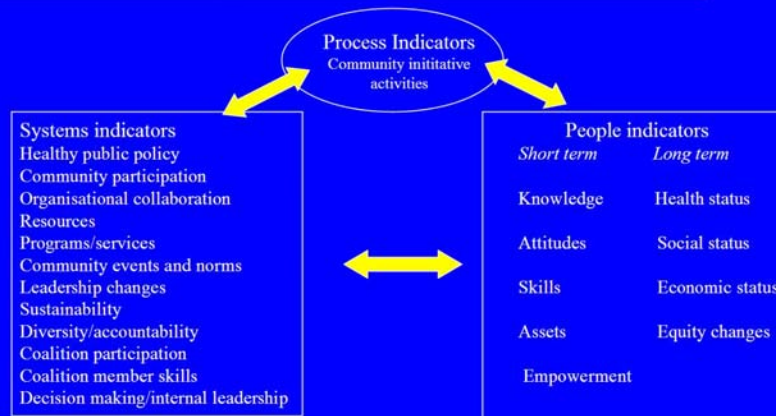 Process Indicators
Community inititative
activities
Systems indicators
Healthy public policy
Community participation
Organisational collaboration
Resources
Programs/services
Community events and norms
Leadership changes
Sustainability
Diversity/accountability
Coalition participation
Coalition member skills
Decision making/internal leadership
People indicators
Short term Long term
Knowledge Health status
Attitudes Social status
Skills Economic status
Assets Equity changes
Empowerment